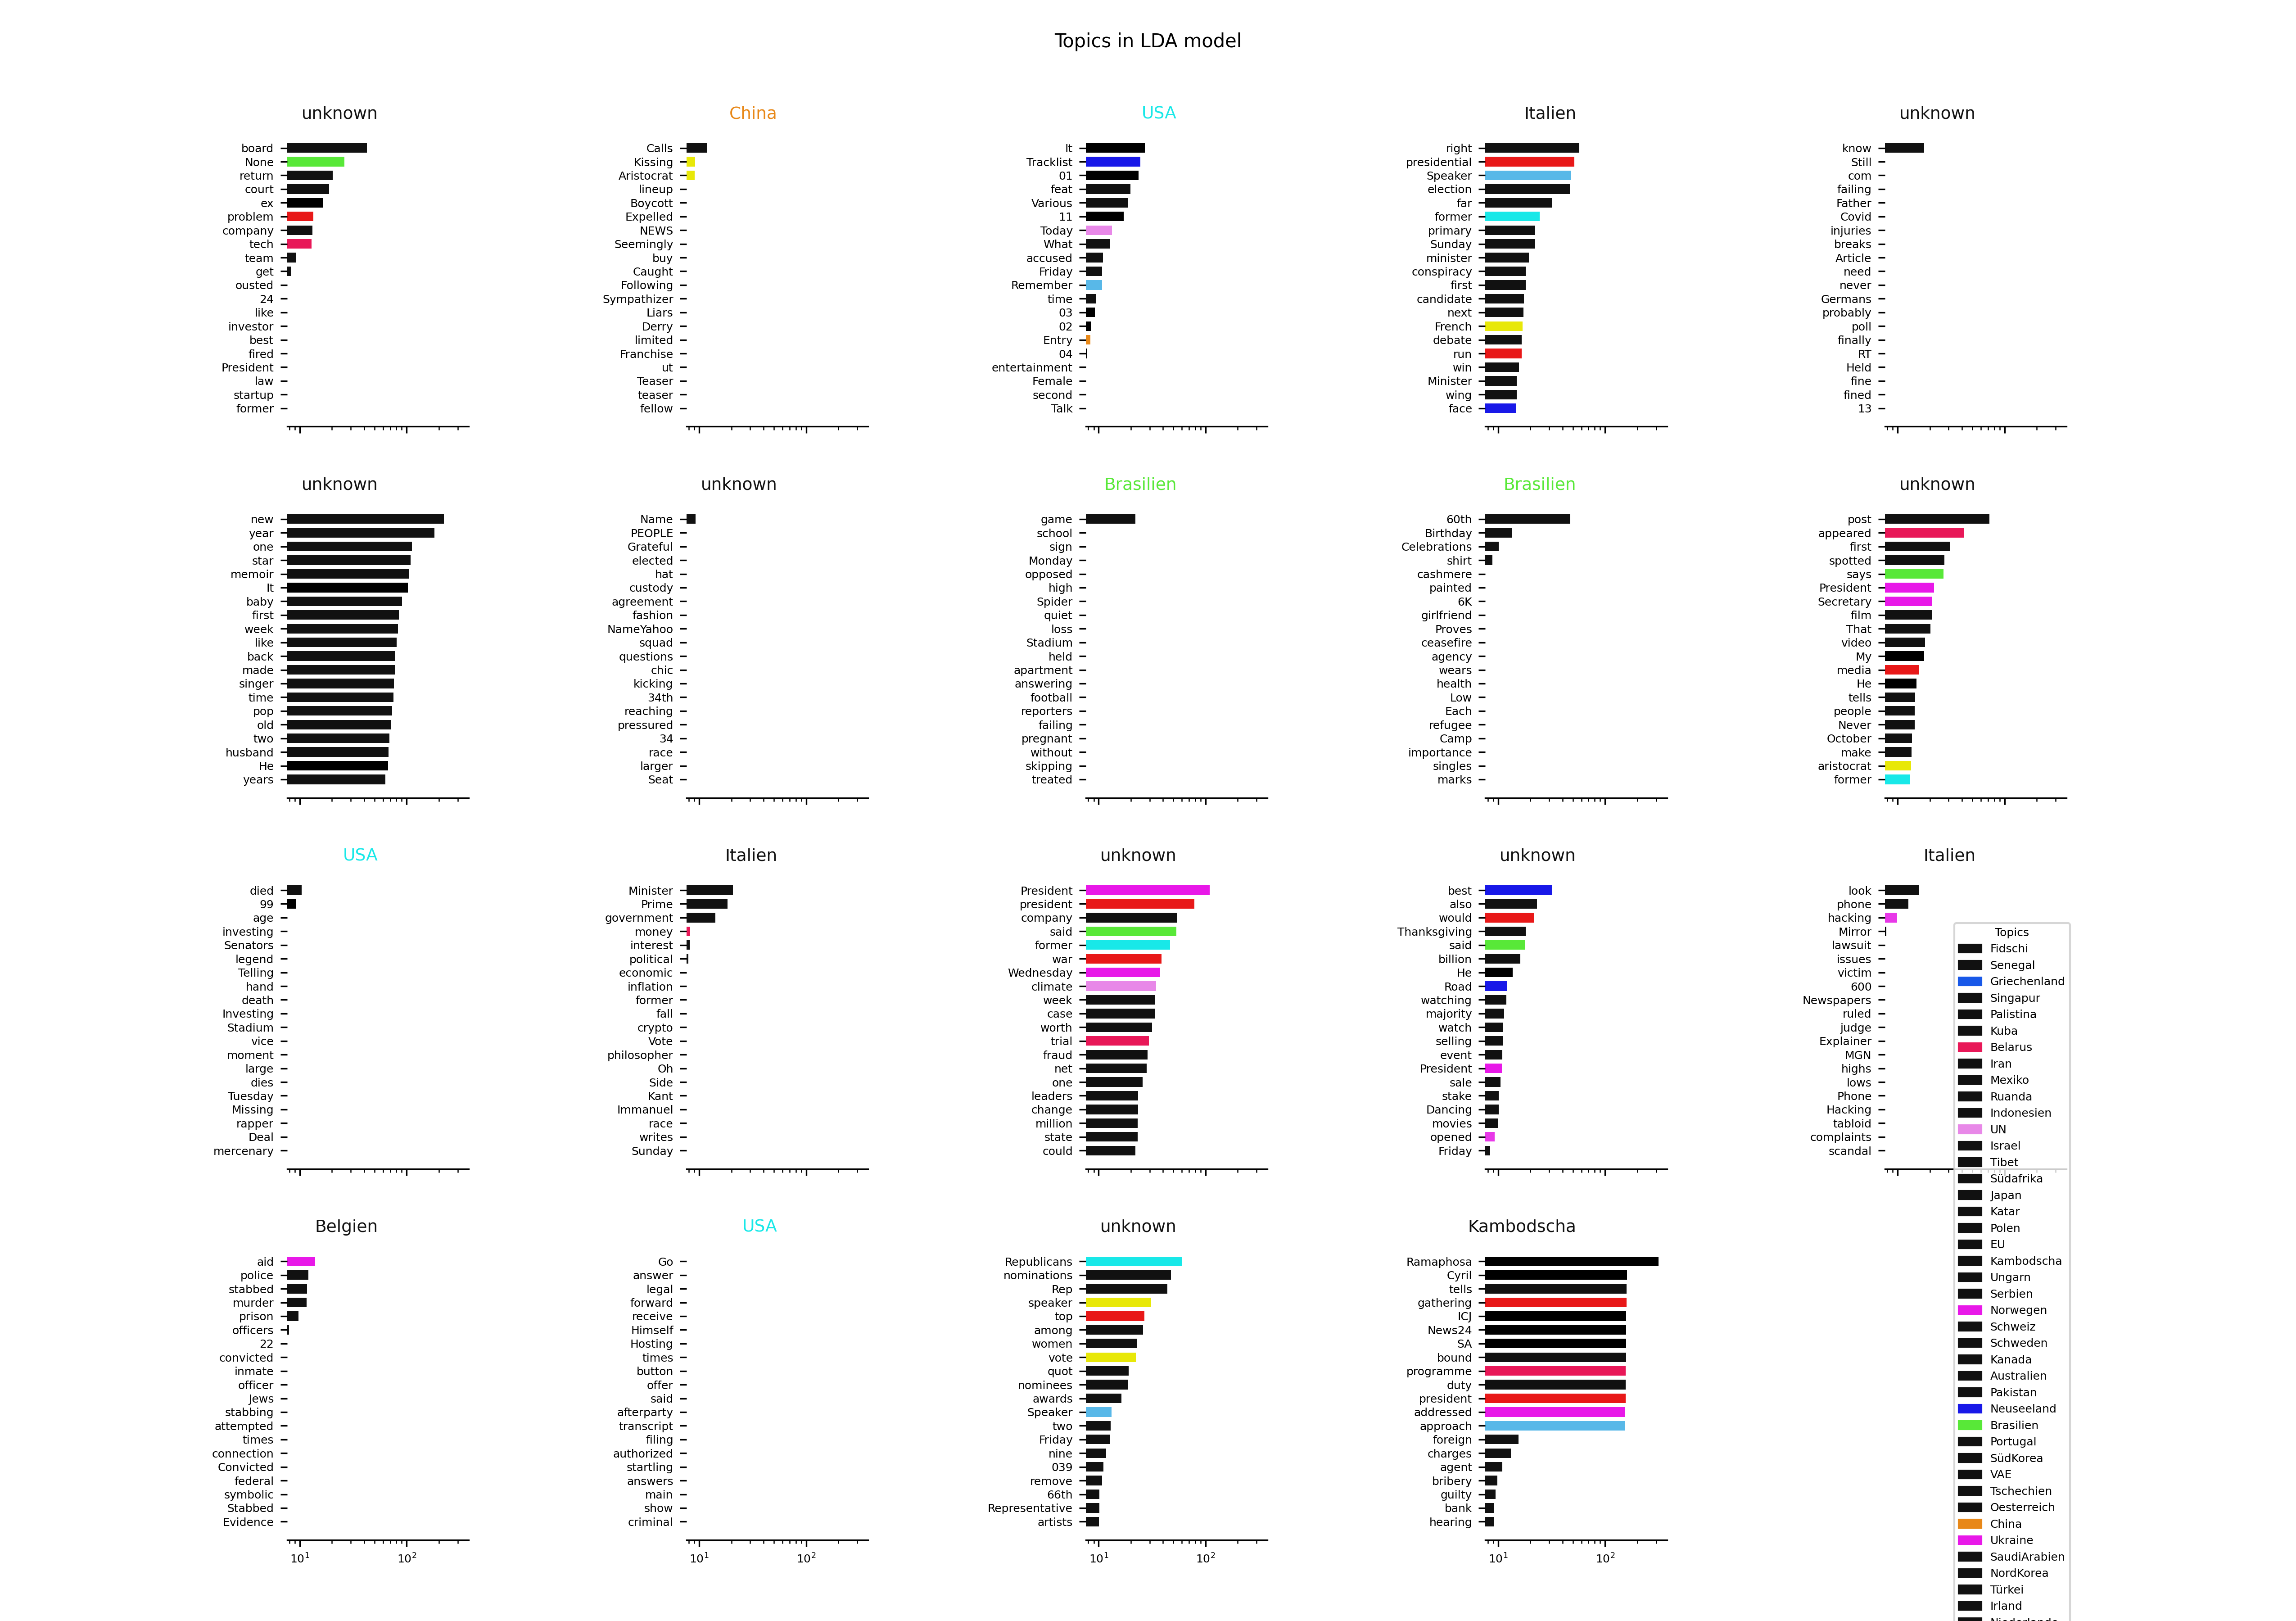 Topics in LDA model
unknown
board
None
return
court
ex
problem
company
tech
team
get
ousted
24
like
investor
best
fired
President
law
startup
former
China
Calls
Kissing
Aristocrat
lineup
Boycott
Expelled
NEWS
Seemingly
buy
Caught
Following
Sympathizer
Liars
Derry
limited
Franchise
ut
Teaser
teaser
fellow
USA
It
Tracklist
01
feat
Various
11
Today
What
accused
Friday
Remember
time
03
02
Entry
04
entertainment
Female
second
Talk
Italien
right
presidential
Speaker
election
far
former
primary
Sunday
minister
conspiracy
first
candidate
next
French
debate
run
win
Minister
wing
face
unknown
know
Still
com
failing
Father
Covid
injuries
breaks
Article
need
never
Germans
probably
poll
finally
RT
Held
fine
fined
13
unknown
new
year
one
star
memoir
It
baby
first
week
like
back
made
singer
time
pop
old
two
husband
He
years
unknown
Name
PEOPLE
Grateful
elected
hat
custody
agreement
fashion
NameYahoo
squad
questions
chic
kicking
34th
reaching
pressured
34
race
larger
Seat
Brasilien
game
school
sign
Monday
opposed
high
Spider
quiet
loss
Stadium
held
apartment
answering
football
reporters
failing
pregnant
without
skipping
treated
Brasilien
60th
Birthday
Celebrations
shirt
cashmere
painted
6K
girlfriend
Proves
ceasefire
agency
wears
health
Low
Each
refugee
Camp
importance
singles
marks
unknown
post
appeared
first
spotted
says
President
Secretary
film
That
video
My
media
He
tells
people
Never
October
make
aristocrat
former
USA
died
99
age
investing
Senators
legend
Telling
hand
death
Investing
Stadium
vice
moment
large
dies
Tuesday
Missing
rapper
Deal
mercenary
Italien
Minister
Prime
government
money
interest
political
economic
inflation
former
fall
crypto
Vote
philosopher
Oh
Side
Kant
Immanuel
race
writes
Sunday
unknown
President
president
company
said
former
war
Wednesday
climate
week
case
worth
trial
fraud
net
one
leaders
change
million
state
could
unknown
best
also
would
Thanksgiving
said
billion
He
Road
watching
majority
watch
selling
event
President
sale
stake
Dancing
movies
opened
Friday
Italien
look
phone
hacking
Mirror
lawsuit
issues
victim
600
Newspapers
ruled
judge
Explainer
MGN
highs
lows
Phone
Hacking
tabloid
complaints
scandal
Belgien
aid
police
stabbed
murder
prison
officers
22
convicted
inmate
officer
Jews
stabbing
attempted
times
connection
Convicted
federal
symbolic
Stabbed
Evidence
10¹ 10²
USA
Go
answer
legal
forward
receive
Himself
Hosting
times
button
offer
said
afterparty
transcript
filing
authorized
startling
answers
main
show
criminal
10¹ 10²
unknown
Republicans
nominations
Rep
speaker
top
among
women
vote
quot
nominees
awards
Speaker
two
Friday
nine
039
remove
66th
Representative
artists
10¹ 10²
Kambodscha
Ramaphosa
Cyril
tells
gathering
ICJ
News24
SA
bound
programme
duty
president
addressed
approach
foreign
charges
agent
bribery
guilty
bank
hearing
10¹ 10²
Topics
Fidschi
Senegal
Griechenland
Singapur
Palistina
Kuba
Belarus
Iran
Mexiko
Ruanda
Indonesien
UN
Israel
Tibet
Südafrika
Japan
Katar
Polen
EU
Kambodscha
Ungarn
Serbien
Norwegen
Schweiz
Schweden
Kanada
Australien
Pakistan
Neuseeland
Brasilien
Portugal
SüdKorea
VAE
Tschechien
Oesterreich
China
Ukraine
SaudiArabien
NordKorea
Türkei
Irland